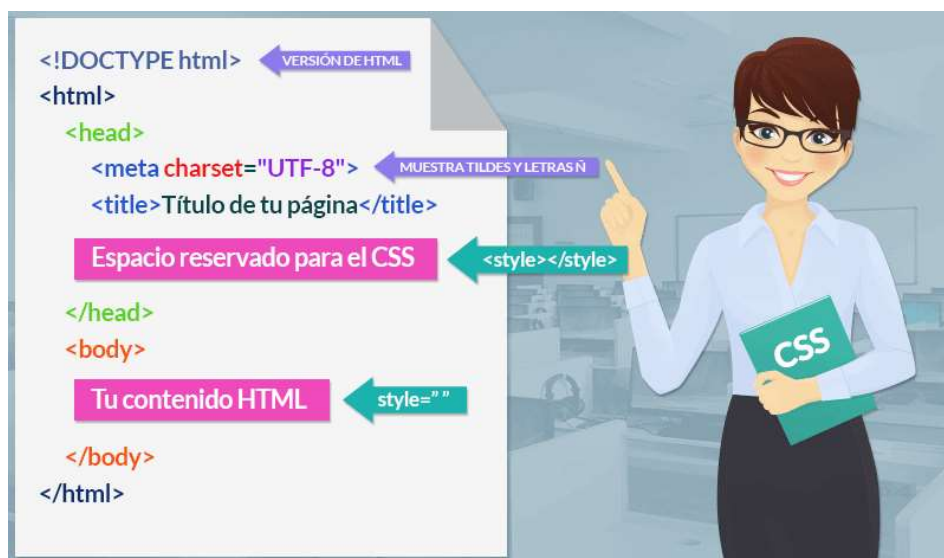 <!DOCTYPE html> VERSIÓN DE HTML
<html>
<head>
<meta charset="UTF-8"> MUESTRA TILDES Y LETRAS Ñ
<title>Título de tu página</title>
Espacio reservado para el CSS <style></style>
</head>
<body>
Tu contenido HTML style=” ”
</body>
</html>
CSS